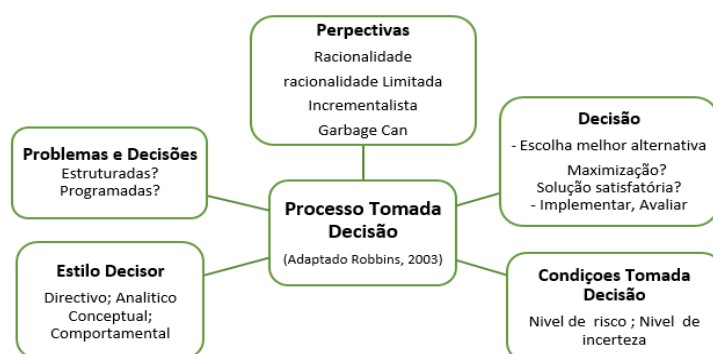 Perpectivas
Racionalidade
racionalidade Limitada
Incrementalista
Garbage Can
Problemas e Decisões
Estruturadas?
Programadas?
Decisão
- Escolha melhor alternativa
Maximização?
Solução satisfatória?
- Implementar, Avaliar
Processo Tomada
Decisão
(Adaptado Robbins, 2003)
Estilo Decisor
Directivo; Analitico
Conceptual;
Comportamental
Condiçoes Tomada
Decisão
Nivel de risco ; Nivel de
incerteza